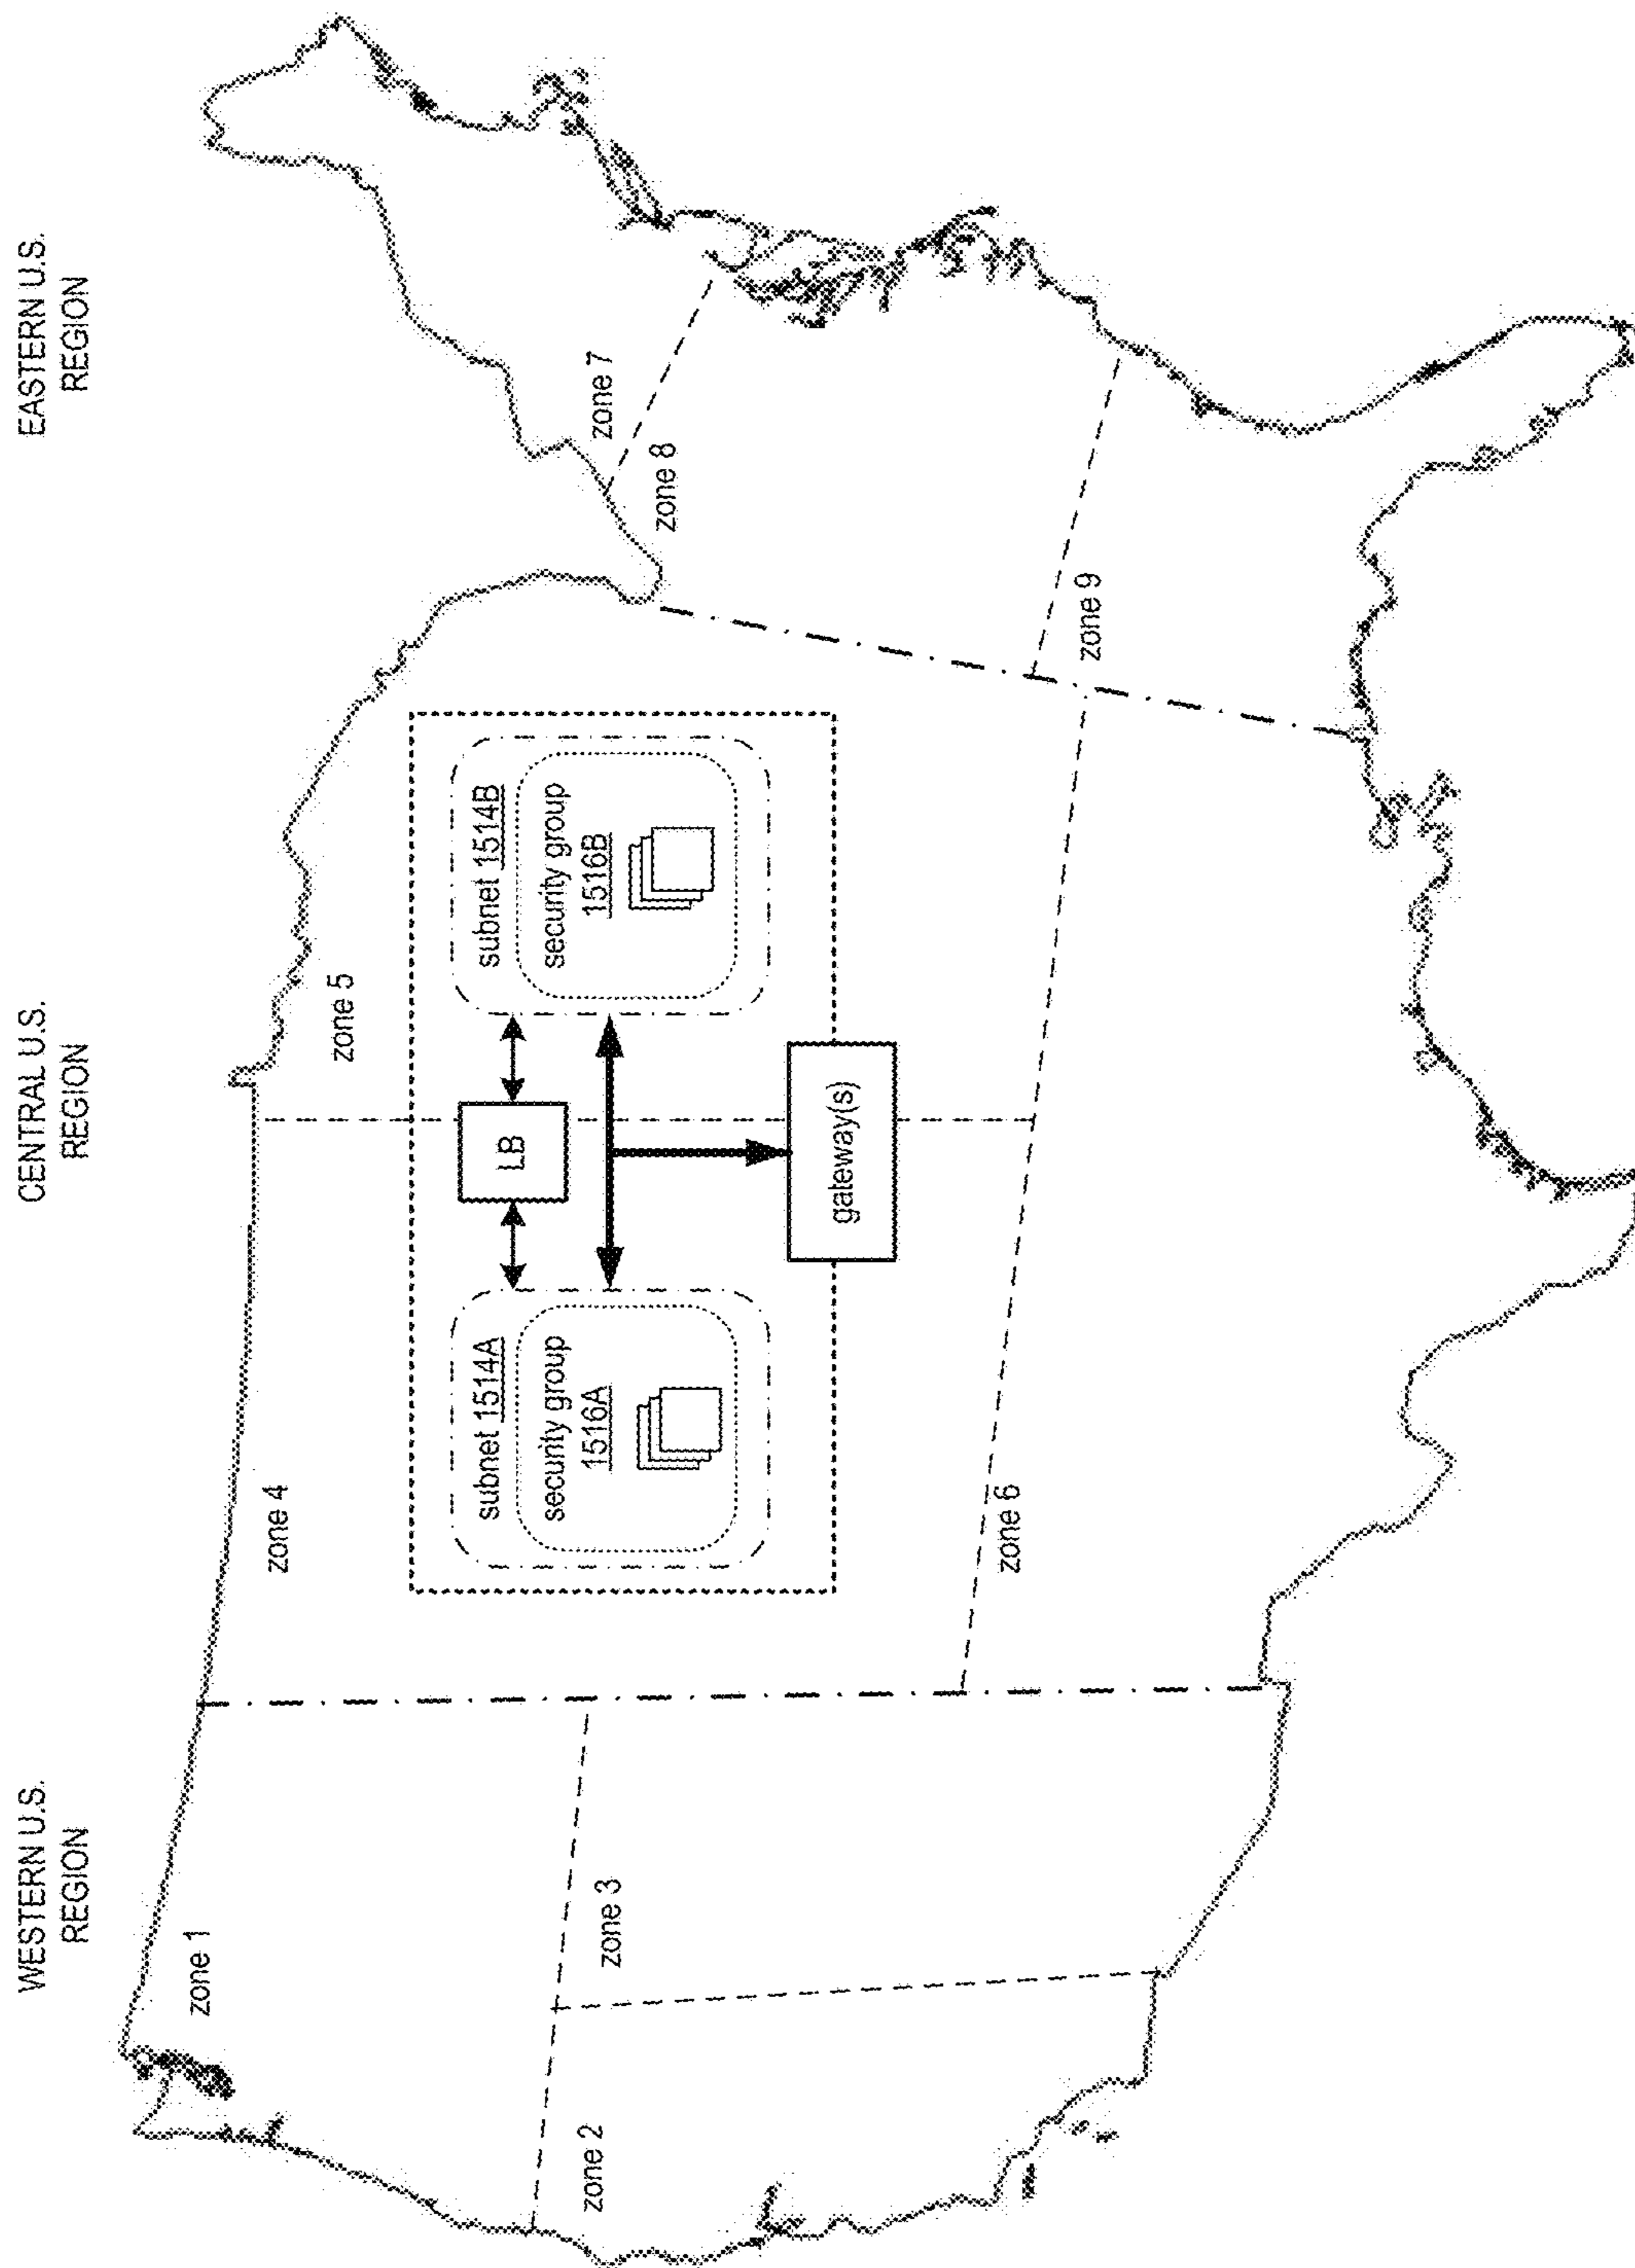 WESTERN U.S.
REGION
CENTRAL U.S.
REGION
EASTERN U.S.
REGION
zone 1
zone 2
zone 3
zone 4
zone 5
subnet 1514A
security group
1516A
LB
subnet 1514B
security group
1516B
gateway(s)
zone 6
zone 7
zone 8
zone 9